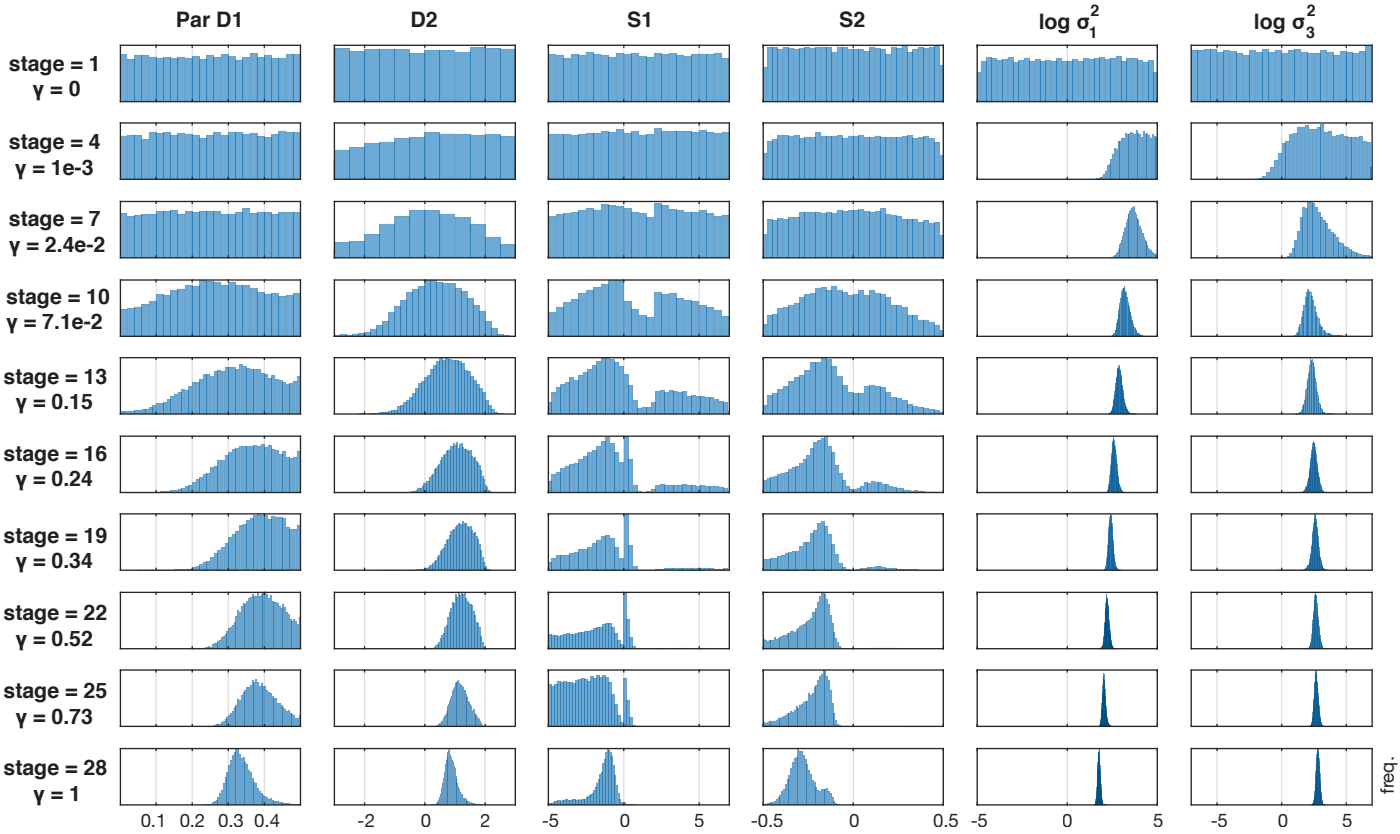 Par D1 D2 S1 S2 log σ₁² log σ₃²
stage = 1
γ = 0
stage = 4
γ = 1e-3
stage = 7
γ = 2.4e-2
stage = 10
γ = 7.1e-2
stage = 13
γ = 0.15
stage = 16
γ = 0.24
stage = 19
γ = 0.34
stage = 22
γ = 0.52
stage = 25
γ = 0.73
stage = 28
γ = 1
freq.
0.1 0.2 0.3 0.4 -2 0 2 -5 0 5 -0.5 0 0.5 -5 0 5 -5 0 5